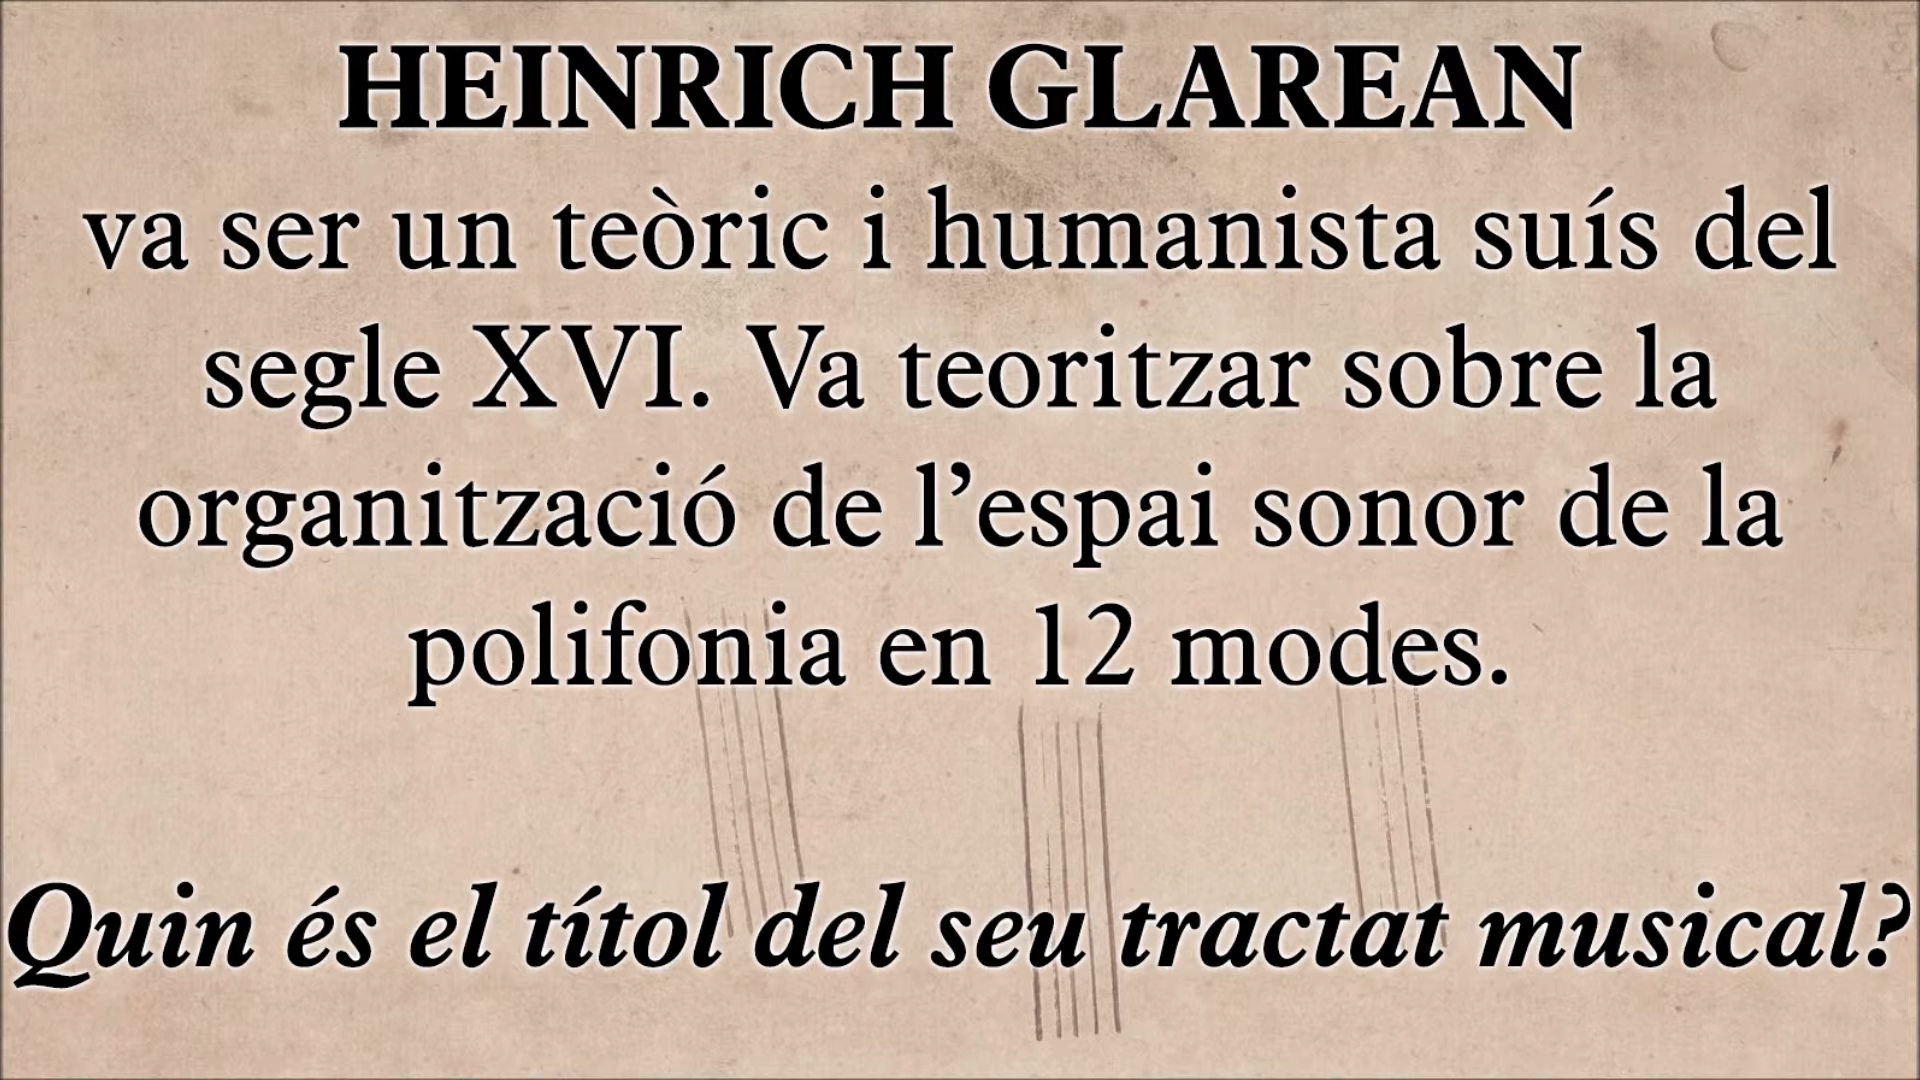 HEINRICH GLAREAN
va ser un teòric i humanista suís del
segle XVI. Va teoritzar sobre la
organització de l’espai sonor de la
polifonia en 12 modes.
Quin és el títol del seu tractat musical?